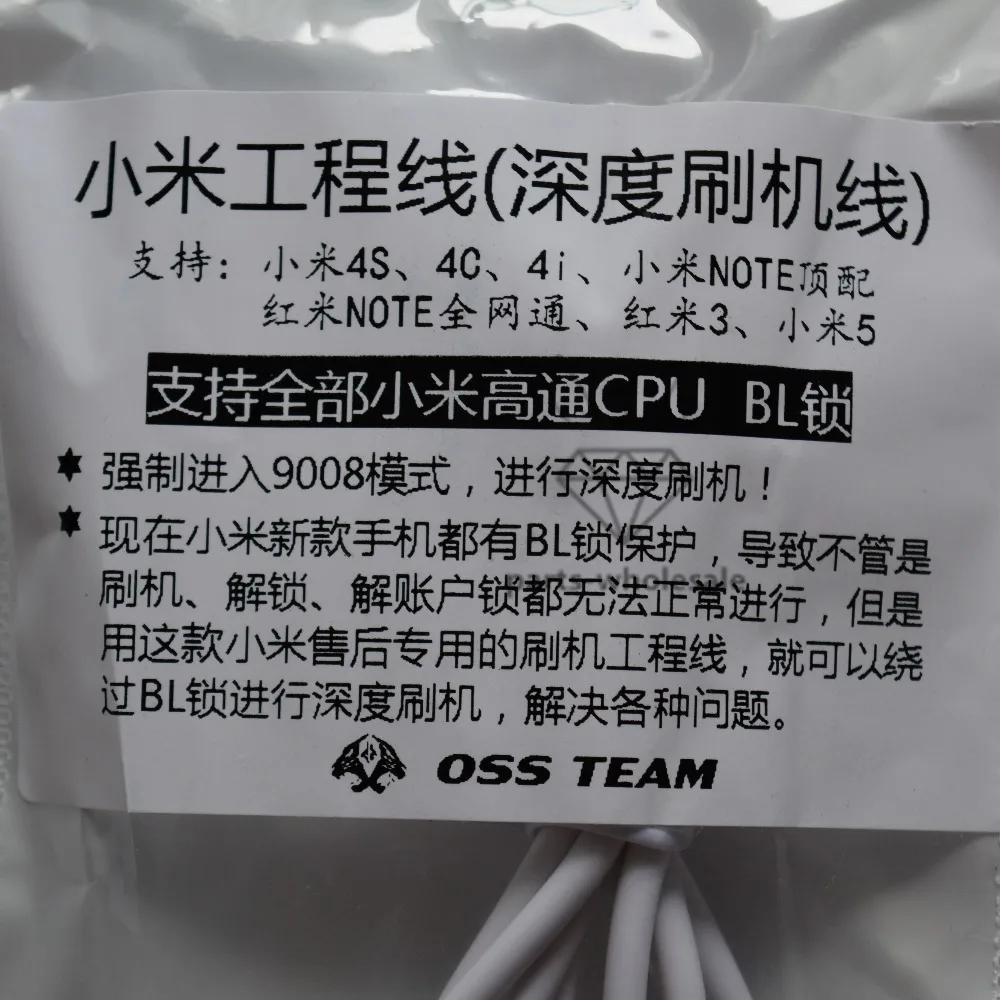 小米工程线(深度刷机线)
支持：小米4S、4C、4i、小米NOTE顶配
红米NOTE全网通、红米3、小米5
支持全部小米高通CPU BL锁
★ 强制进入9008模式，进行深度刷机！
★ 现在小米新款手机都有BL锁保护，导致不管是
刷机、解锁、解账户锁都无法正常进行，但是
用这款小米售后专用的刷机工程线，就可以绕
过BL锁进行深度刷机，解决各种问题。
parts wholesale
OSS TEAM